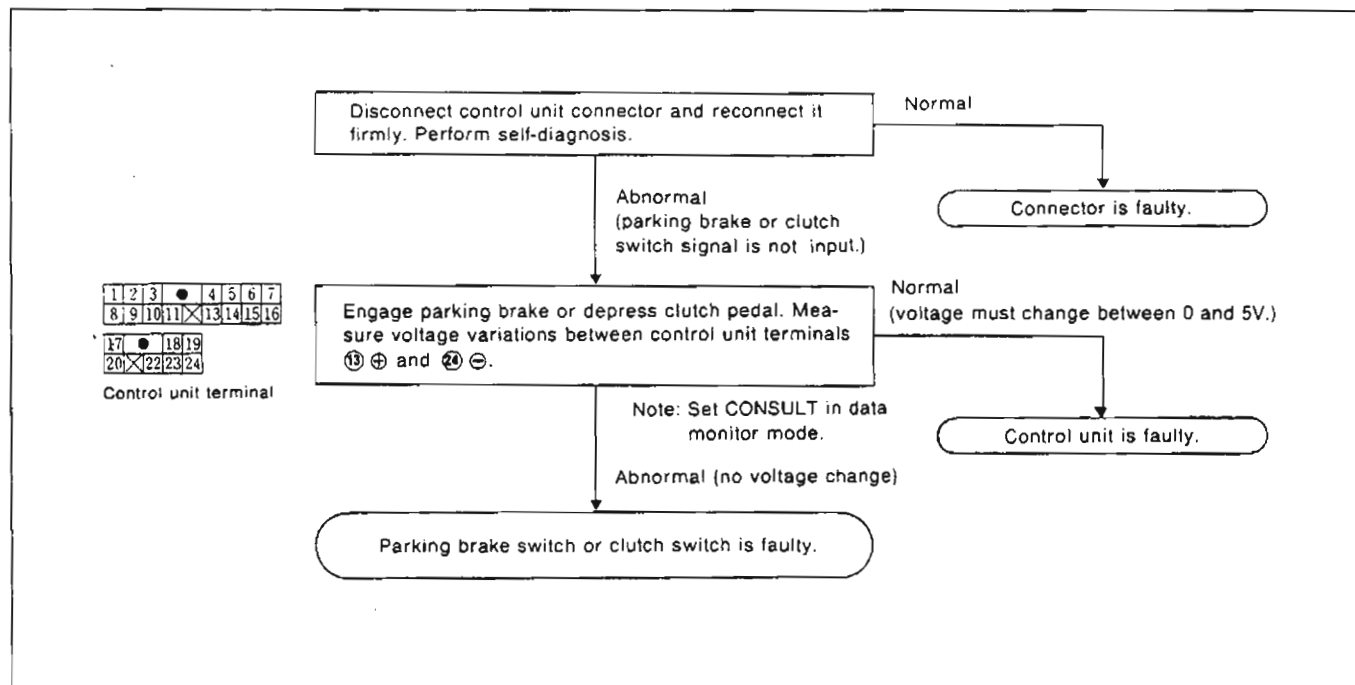 Disconnect control unit connector and reconnect it
firmly. Perform self-diagnosis.
Normal
Connector is faulty.
Abnormal
(parking brake or clutch
switch signal is not input.)
1 2 3 ● 4 5 6 7
8 9 10 11 13 14 15 16
17 ● 18 19
20 22 23 24
Control unit terminal
Engage parking brake or depress clutch pedal. Mea-
sure voltage variations between control unit terminals
⑬ ⊕ and ㉔ ⊖.
Normal
(voltage must change between 0 and 5V.)
Control unit is faulty.
Note: Set CONSULT in data
monitor mode.
Abnormal (no voltage change)
Parking brake switch or clutch switch is faulty.